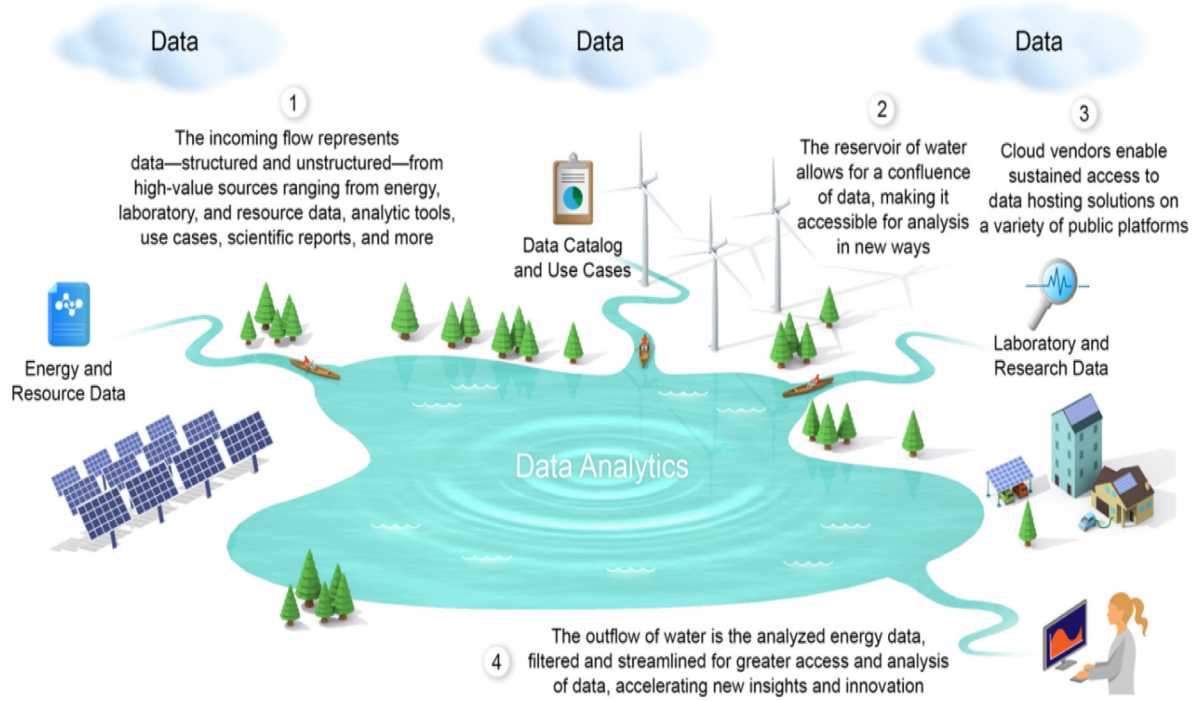 Data
Data
Data
1
The incoming flow represents
data—structured and unstructured—from
high-value sources ranging from energy,
laboratory, and resource data, analytic tools,
use cases, scientific reports, and more
2
The reservoir of water
allows for a confluence
of data, making it
accessible for analysis
in new ways
3
Cloud vendors enable
sustained access to
data hosting solutions on
a variety of public platforms
Data Catalog
and Use Cases
Energy and
Resource Data
Laboratory and
Research Data
Data Analytics
4
The outflow of water is the analyzed energy data,
filtered and streamlined for greater access and analysis
of data, accelerating new insights and innovation